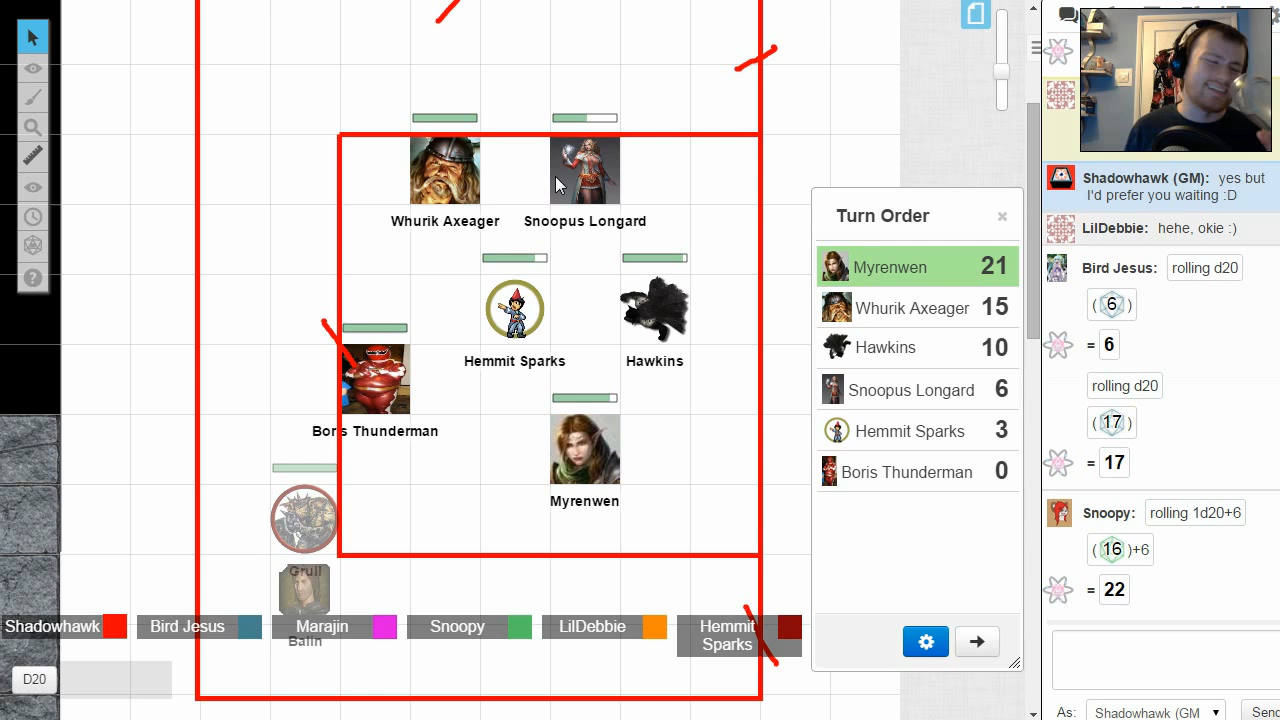 Whurik Axeager
Snoopus Longard
Hemmit Sparks
Hawkins
Boris Thunderman
Myrenwen
Grull
Balin
Shadowhawk
Bird Jesus
Marajin
Snoopy
LilDebbie
Hemmit
Sparks
D20
Turn Order ×
Myrenwen 21
Whurik Axeager 15
Hawkins 10
Snoopus Longard 6
Hemmit Sparks 3
Boris Thunderman 0
Shadowhawk (GM): yes but
I'd prefer you waiting :D
LilDebbie: hehe, okie :)
Bird Jesus: rolling d20
(6)
= 6
rolling d20
(17)
= 17
Snoopy: rolling 1d20+6
(16)+6
= 22
As: Shadowhawk (GM
Send